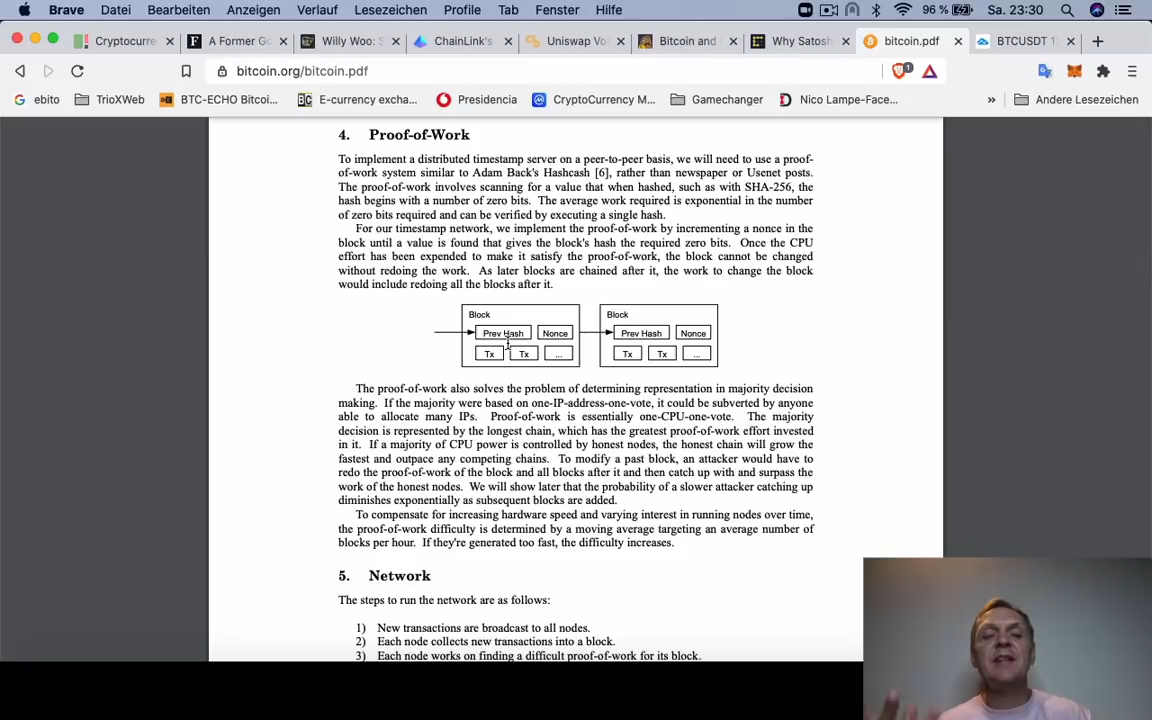 Brave Datei Bearbeiten Anzeigen Verlauf Lesezeichen Profile Tab Fenster Hilfe 96 % Sa. 23:30
Cryptocurre A Former Go Willy Woo: S ChainLink's Uniswap Vo Bitcoin and Why Satosh bitcoin.pdf BTCUSDT 1
bitcoin.org/bitcoin.pdf 1
ebito TrioXWeb BTC-ECHO Bitcoi... E-currency excha... Presidencia CryptoCurrency M... Gamechanger Nico Lampe-Face... » Andere Lesezeichen
4. Proof-of-Work
To implement a distributed timestamp server on a peer-to-peer basis, we will need to use a proof-
of-work system similar to Adam Back's Hashcash [6], rather than newspaper or Usenet posts.
The proof-of-work involves scanning for a value that when hashed, such as with SHA-256, the
hash begins with a number of zero bits. The average work required is exponential in the number
of zero bits required and can be verified by executing a single hash.
For our timestamp network, we implement the proof-of-work by incrementing a nonce in the
block until a value is found that gives the block's hash the required zero bits. Once the CPU
effort has been expended to make it satisfy the proof-of-work, the block cannot be changed
without redoing the work. As later blocks are chained after it, the work to change the block
would include redoing all the blocks after it.
Block Block
Prev Hash Nonce Prev Hash Nonce
Tx Tx ... Tx Tx ...
The proof-of-work also solves the problem of determining representation in majority decision
making. If the majority were based on one-IP-address-one-vote, it could be subverted by anyone
able to allocate many IPs. Proof-of-work is essentially one-CPU-one-vote. The majority
decision is represented by the longest chain, which has the greatest proof-of-work effort invested
in it. If a majority of CPU power is controlled by honest nodes, the honest chain will grow the
fastest and outpace any competing chains. To modify a past block, an attacker would have to
redo the proof-of-work of the block and all blocks after it and then catch up with and surpass the
work of the honest nodes. We will show later that the probability of a slower attacker catching up
diminishes exponentially as subsequent blocks are added.
To compensate for increasing hardware speed and varying interest in running nodes over time,
the proof-of-work difficulty is determined by a moving average targeting an average number of
blocks per hour. If they're generated too fast, the difficulty increases.
5. Network
The steps to run the network are as follows:
1) New transactions are broadcast to all nodes.
2) Each node collects new transactions into a block.
3) Each node works on finding a difficult proof-of-work for its block.